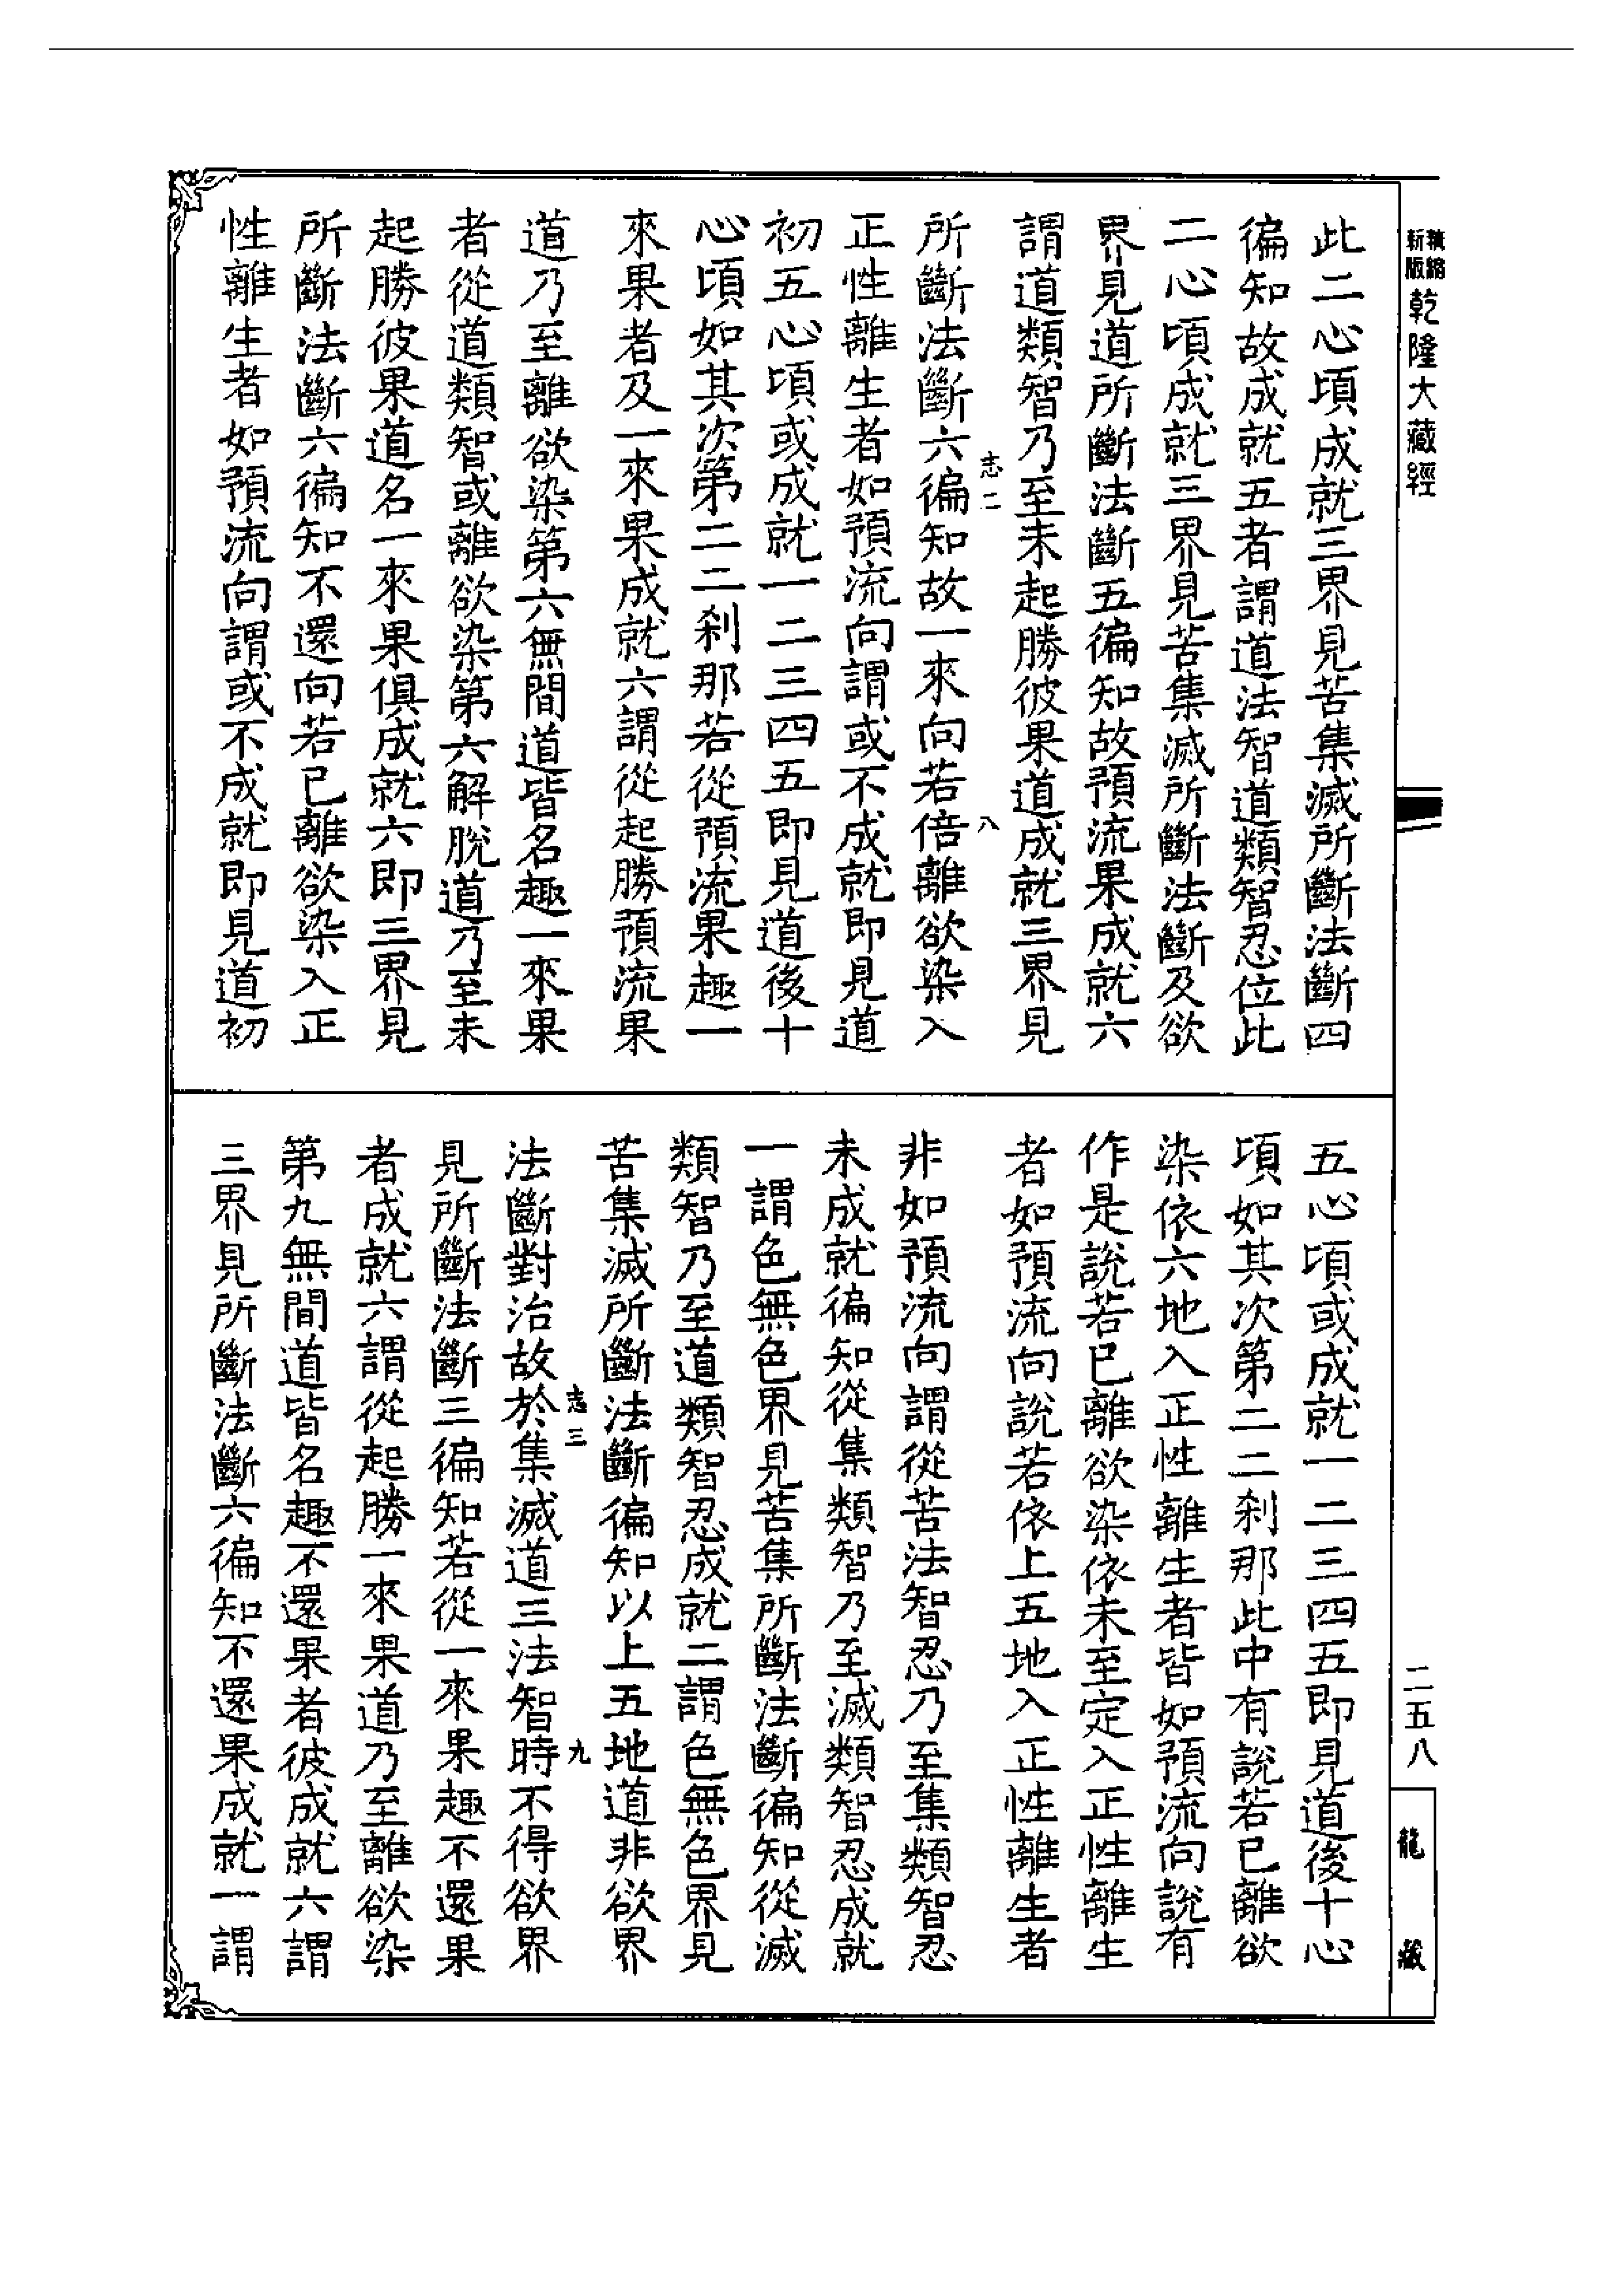 新版精縮乾隆大藏經
此二心頃成就三界見苦集滅所斷法斷四
徧知故成就五者謂道法智道類智忍位此
二心頃成就三界見苦集滅所斷法斷及欲
界見道所斷法斷五徧知故預流果成就六
謂道類智乃至未起勝彼果道成就三界見
志二
八
所斷法斷六徧知故一來向若倍離欲染入
正性離生者如預流向謂或不成就即見道
初五心頃或成就一二三四五即見道後十
心頃如其次第二二刹那若從預流果趣一
來果者及一來果成就六謂從起勝預流果
道乃至離欲染第六無間道皆名趣一來果
者從道類智或離欲染第六解脫道乃至未
起勝彼果道名一來果俱成就六即三界見
所斷法斷六徧知不還向若已離欲染入正
性離生者如預流向謂或不成就即見道初
五心頃或成就一二三四五即見道後十心
頃如其次第二二刹那此中有說若已離欲
染依六地入正性離生者皆如預流向說有
作是說若已離欲染依未至定入正性離生
者如預流向說若依上五地入正性離生者
非如預流向謂從苦法智忍乃至集類智忍
未成就徧知從集類智乃至滅類智忍成就
一謂色無色界見苦集所斷法斷徧知從滅
類智乃至道類智忍成就二謂色無色界見
苦集滅所斷法斷徧知以上五地道非欲界
志三
九
法斷對治故於集滅道三法智時不得欲界
見所斷法斷三徧知若從一來果趣不還果
者成就六謂從起勝一來果道乃至離欲染
第九無間道皆名趣不還果者彼成就六謂
三界見所斷法斷六徧知不還果成就一謂
二五八
龍藏